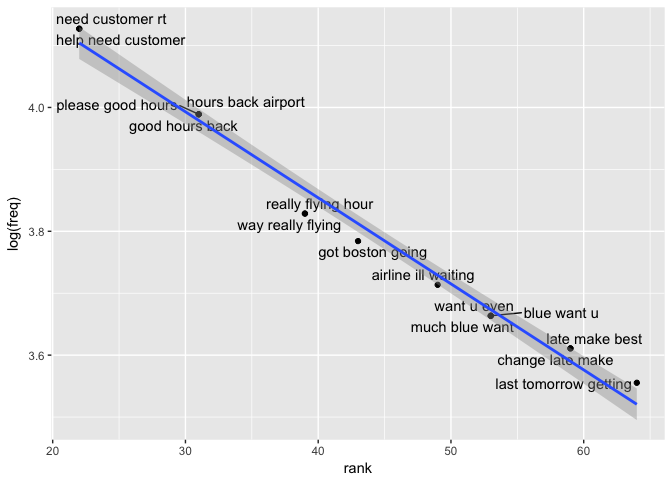 need customer rt
help need customer
4.0
please good hours
hours back airport
good hours back
really flying hour
way really flying
3.8
got boston going
airline ill waiting
want u even
blue want u
much blue want
late make best
3.6
change late make
last tomorrow getting
log(freq)
20
30
40
50
60
rank